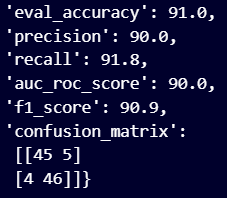 'eval_accuracy': 91.0,
'precision': 90.0,
'recall': 91.8,
'auc_roc_score': 90.0,
'f1_score': 90.9,
'confusion_matrix':
[[45 5]
[4 46]]}